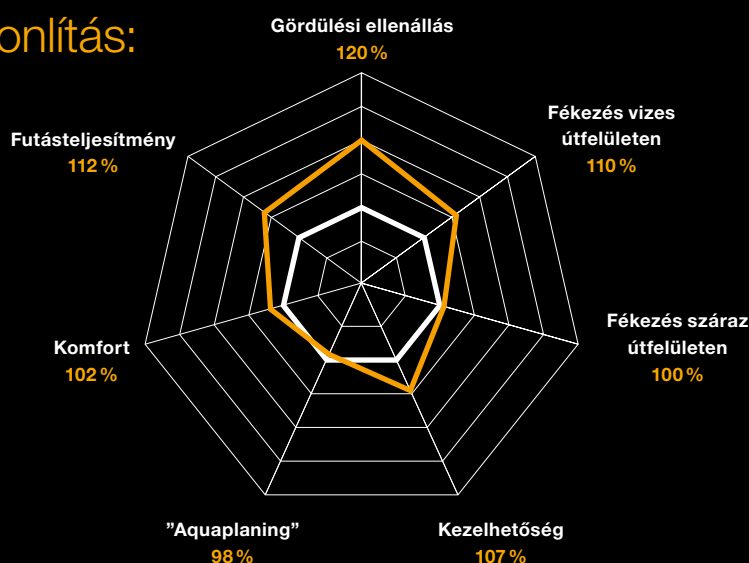 onlítás:
Gördülési ellenállás
120 %
Fékezés vizes
útfelületen
110 %
Fékezés száraz
útfelületen
100 %
Kezelhetőség
107 %
”Aquaplaning”
98 %
Komfort
102 %
Futásteljesítmény
112 %